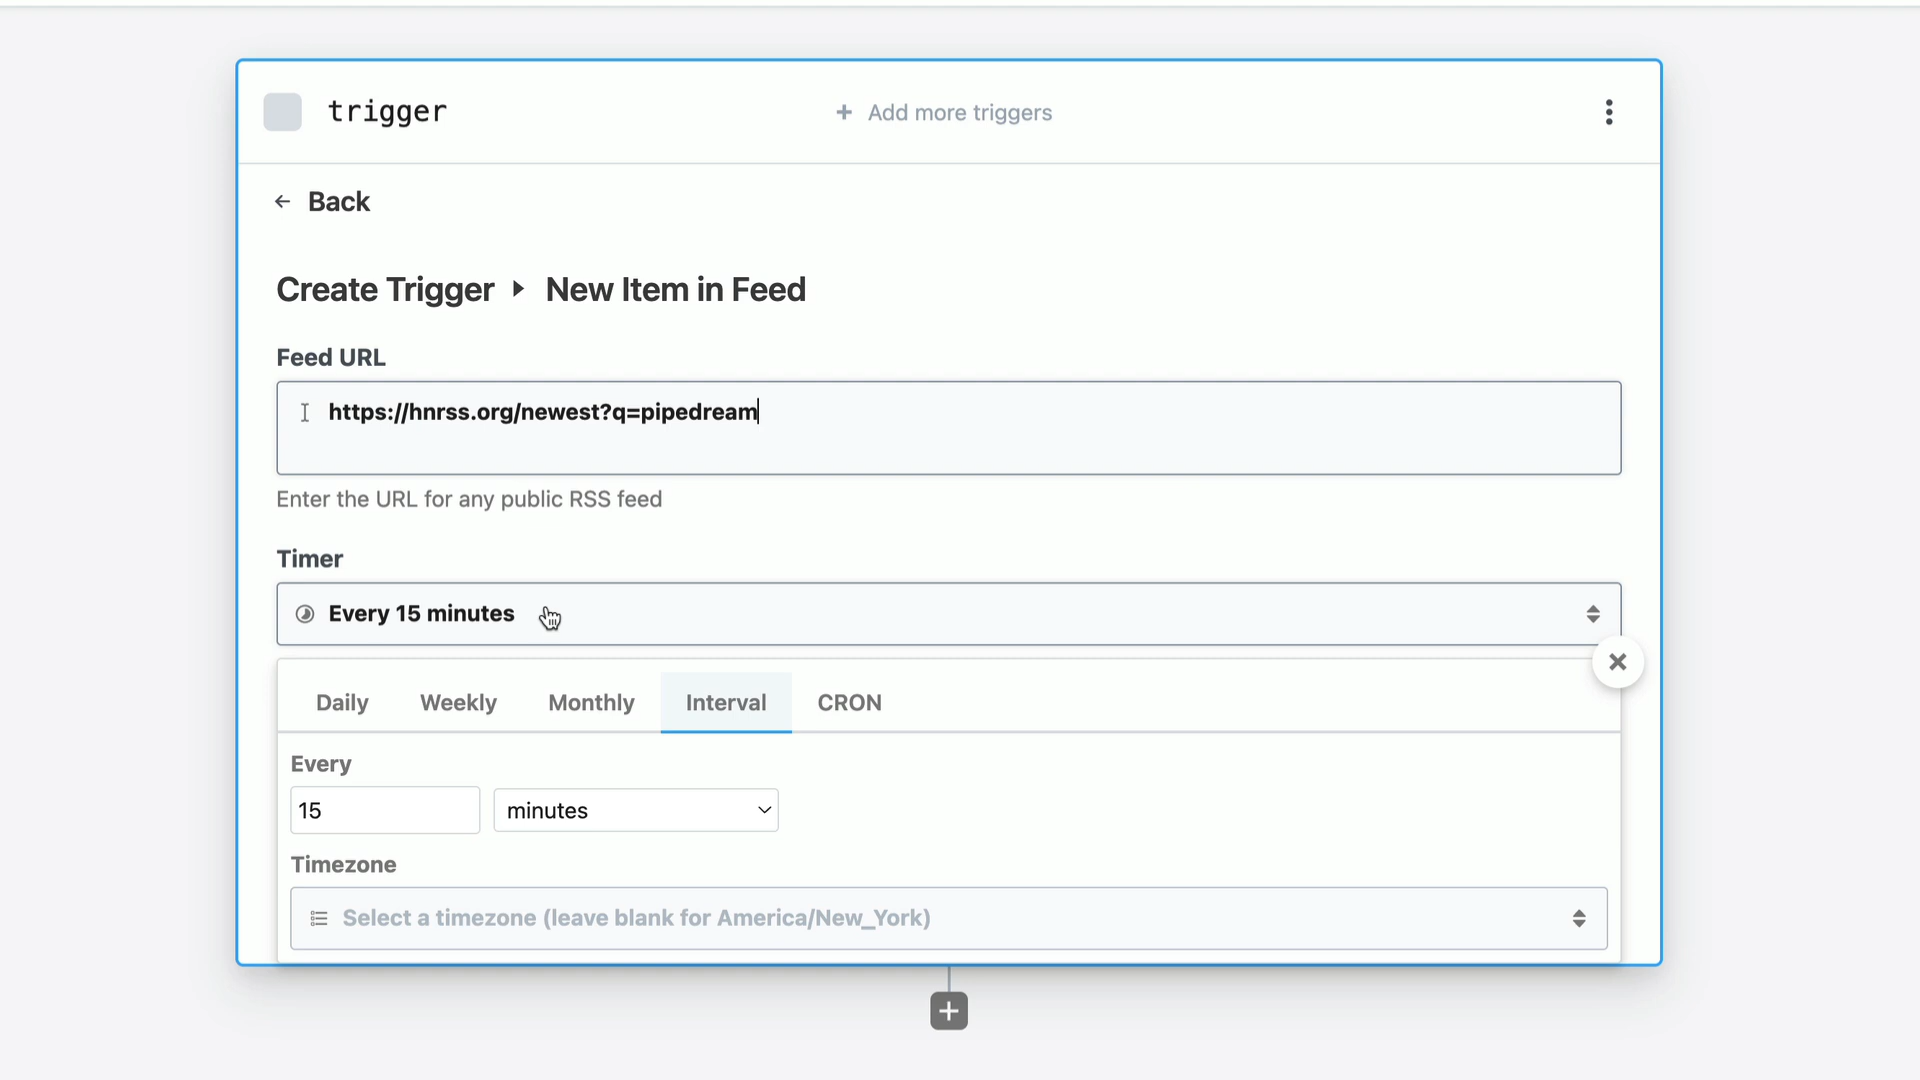 trigger
+ Add more triggers
← Back
Create Trigger ▸ New Item in Feed
Feed URL
https://hnrss.org/newest?q=pipedream
Enter the URL for any public RSS feed
Timer
Every 15 minutes
Daily Weekly Monthly Interval CRON
Every
15 minutes
Timezone
Select a timezone (leave blank for America/New_York)